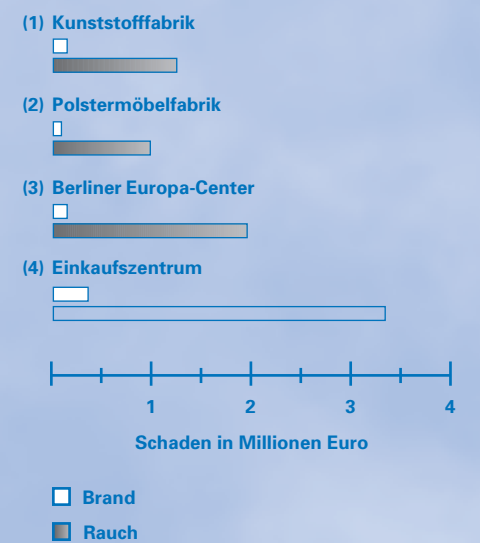 (1) Kunststofffabrik
(2) Polstermöbelfabrik
(3) Berliner Europa-Center
(4) Einkaufszentrum
1 2 3 4
Schaden in Millionen Euro
Brand
Rauch